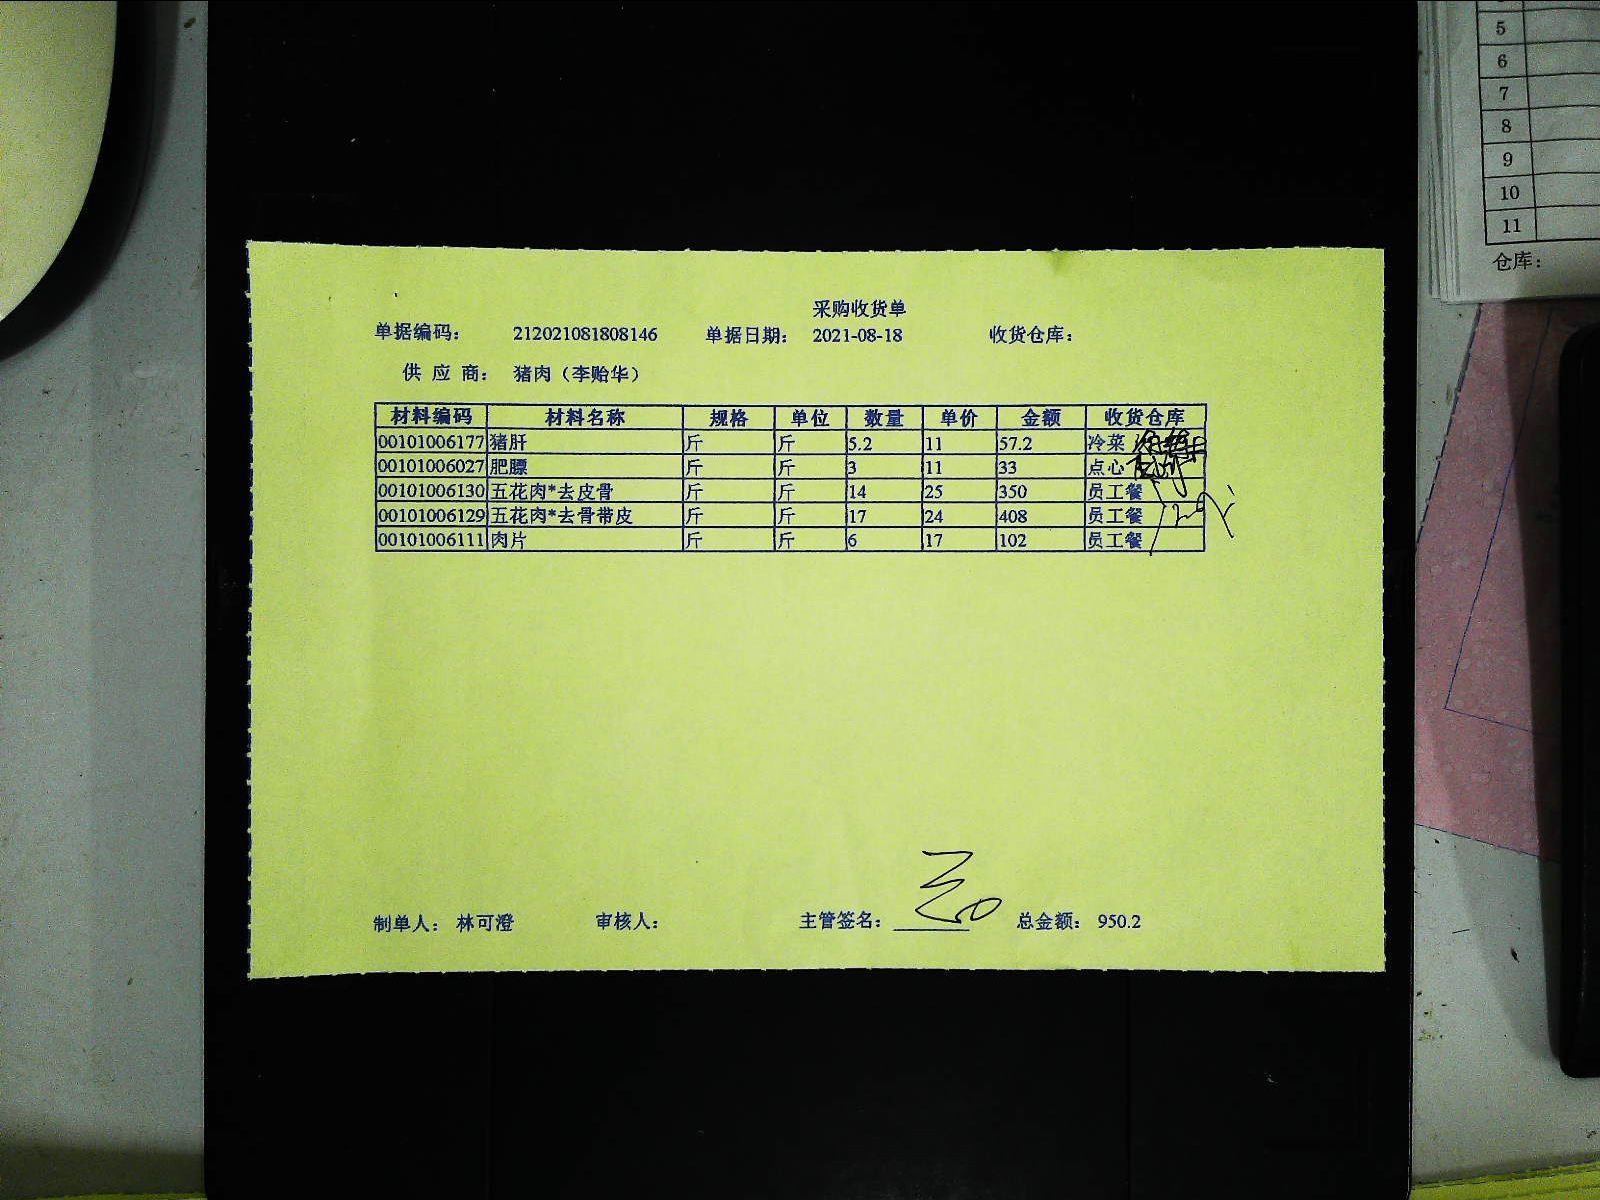 采购收货单
单据编码： 212021081808146 单据日期： 2021-08-18 收货仓库：
供 应 商： 猪肉（李贻华）
材料编码 材料名称 规格 单位 数量 单价 金额 收货仓库
00101006177 猪肝 斤 斤 5.2 11 57.2 冷菜
00101006027 肥膘 斤 斤 3 11 33 点心
00101006130 五花肉*去皮骨 斤 斤 14 25 350 员工餐
00101006129 五花肉*去骨带皮 斤 斤 17 24 408 员工餐
00101006111 肉片 斤 斤 6 17 102 员工餐
制单人： 林可澄 审核人： 主管签名： 总金额： 950.2
5
6
7
8
9
10
11
仓库：